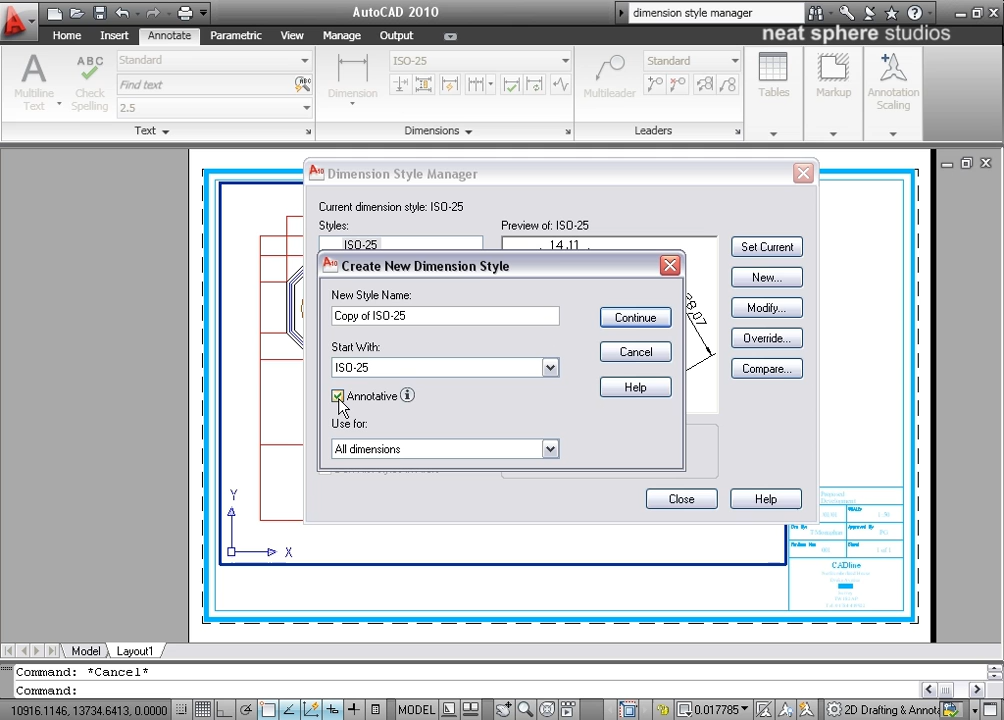 AutoCAD 2010
dimension style manager
Home Insert Annotate Parametric View Manage Output
neat sphere studios
Multiline Text
ABC
Check Spelling
Standard
Find text
2.5
Text
Dimension
ISO-25
Dimensions
Multileader
Standard
Leaders
Tables
Markup
Annotation Scaling
Dimension Style Manager
Current dimension style: ISO-25
Styles:
ISO-25
Preview of: ISO-25
14,11
Set Current
New...
Modify...
Override...
Compare...
Create New Dimension Style
New Style Name:
Copy of ISO-25
Continue
Start With:
ISO-25
Cancel
Annotative
Help
Use for:
All dimensions
Close
Help
Y
X
CADline
Model
Layout1
Command: *Cancel*
Command:
10916.1146, 13734.6413, 0.0000
MODEL
0.017785
2D Drafting & Annota